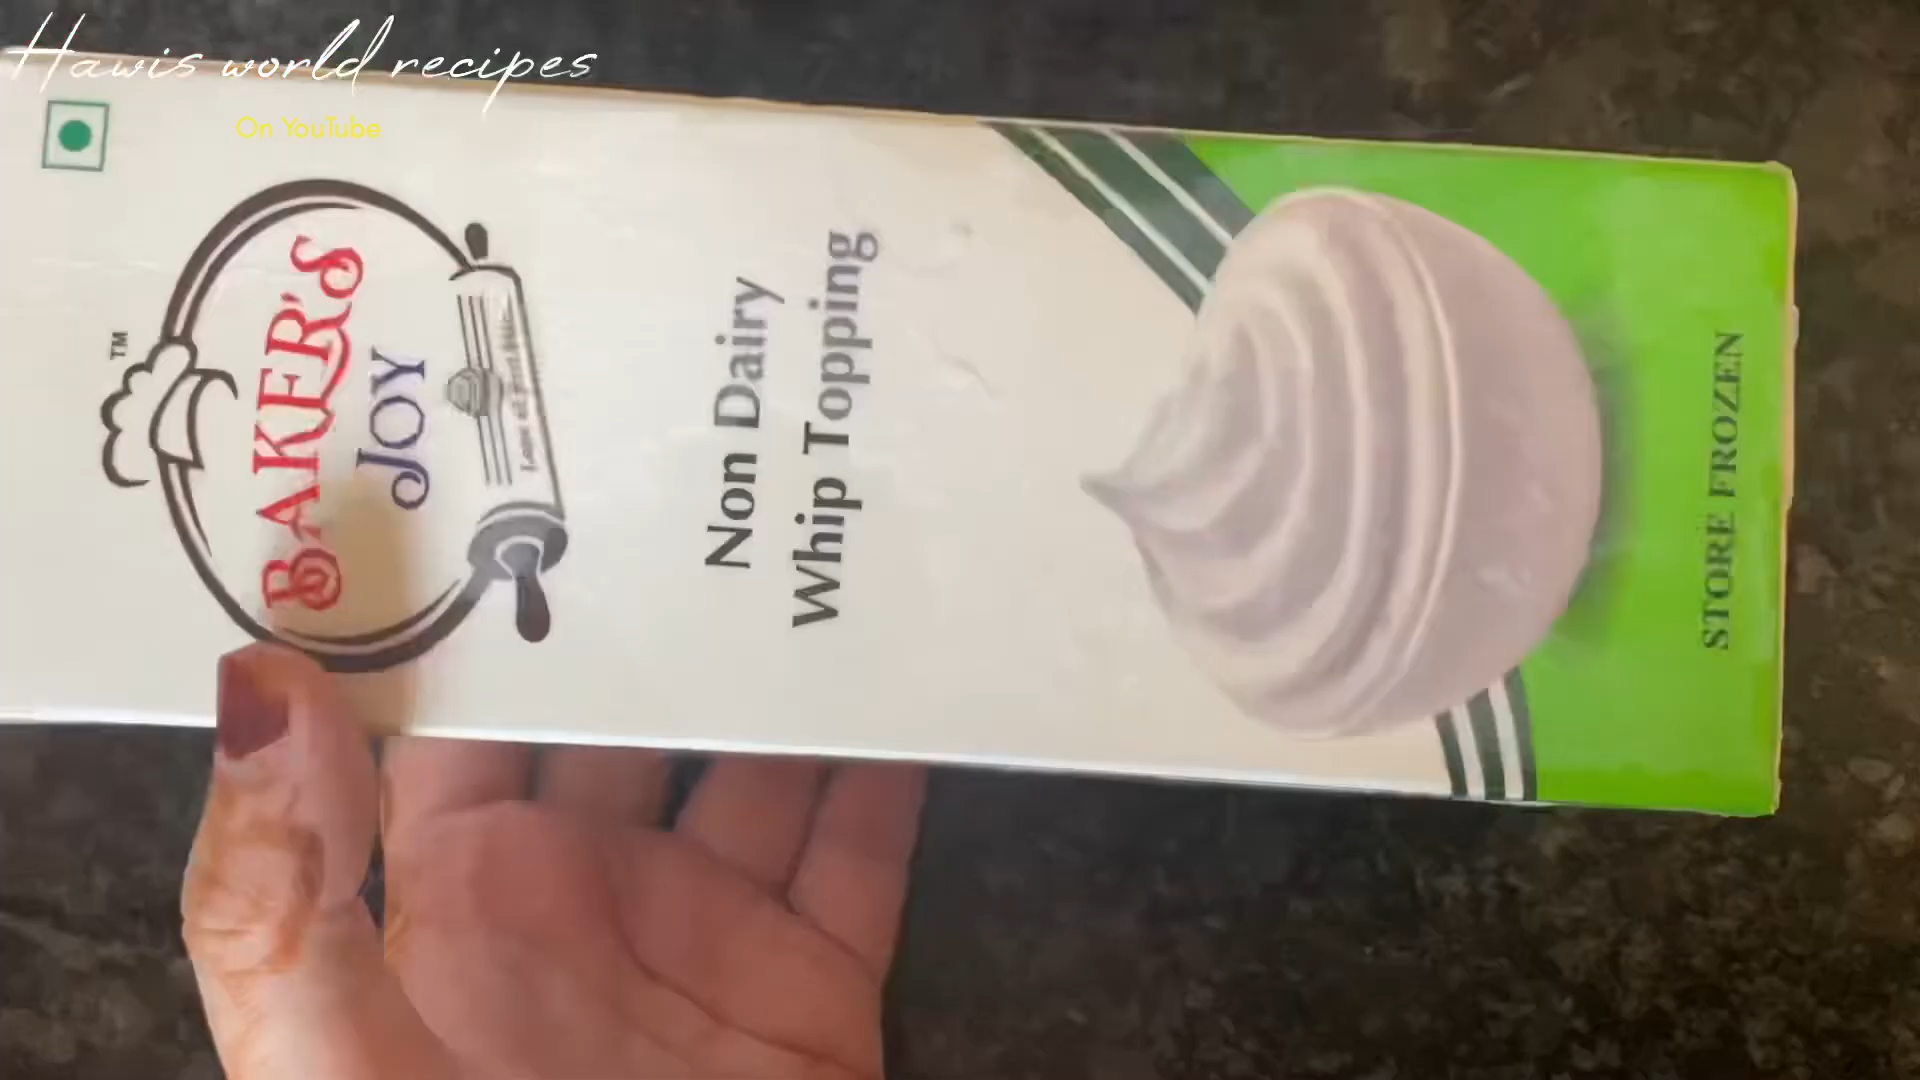 Hawis world recipes
On YouTube
TM
BAKER's
JOY
Non Dairy
Whip Topping
STORE FROZEN